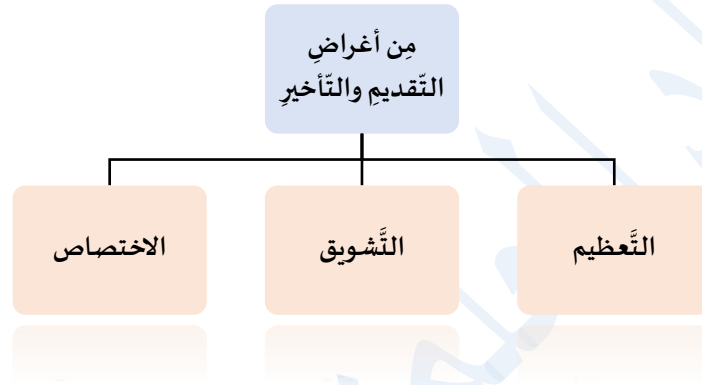 مِن أغراضِ
التّقديمِ والتّأخيرِ
التَّعظيم
التَّشويق
الاختصاص